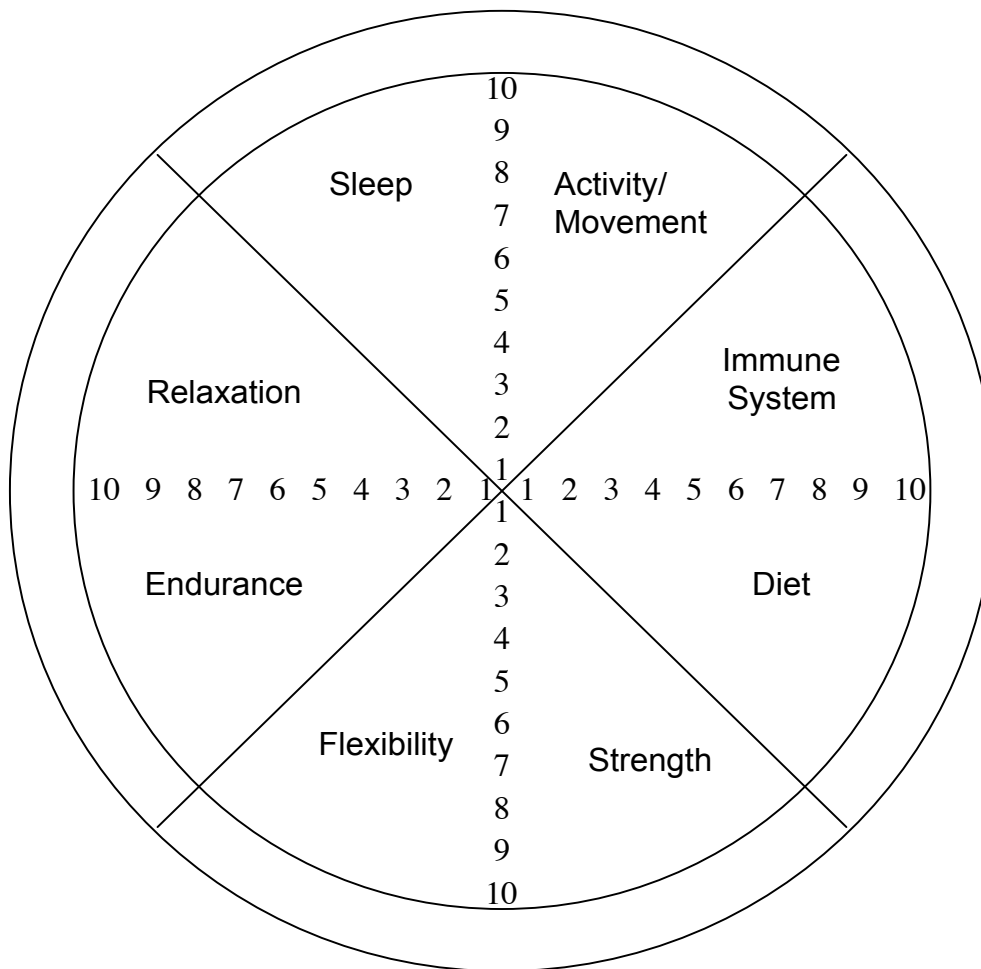 10
9
Sleep
8
Activity/
Movement
7
6
5
4
Immune
System
3
Relaxation
2
1
10 9 8 7 6 5 4 3 2 1 1 2 3 4 5 6 7 8 9 10
1
2
Endurance
Diet
3
4
5
6
Flexibility
Strength
7
8
9
10